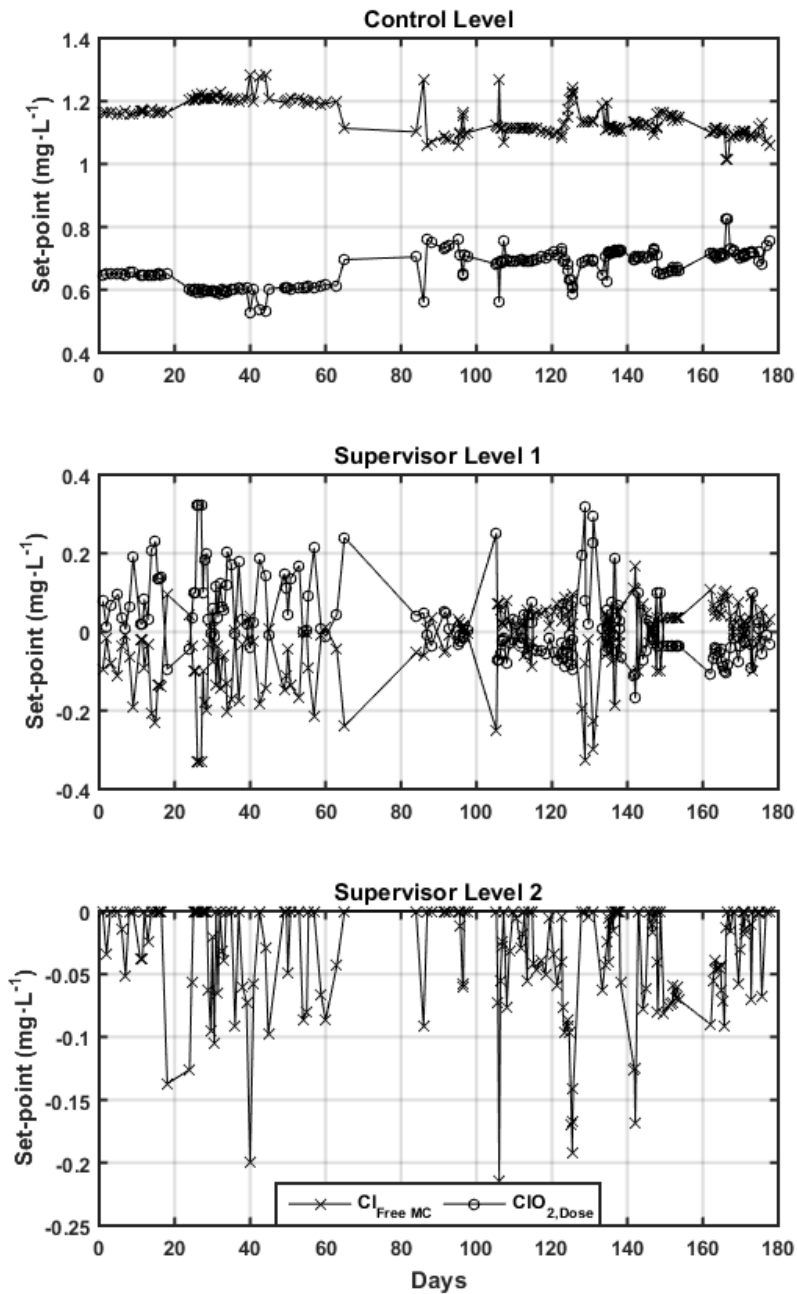 Control Level
Set-point (mg·L⁻¹)
1.4
1.2
1
0.8
0.6
0.4
0 20 40 60 80 100 120 140 160 180
Supervisor Level 1
Set-point (mg·L⁻¹)
0.4
0.2
0
-0.2
-0.4
0 20 40 60 80 100 120 140 160 180
Supervisor Level 2
Set-point (mg·L⁻¹)
0
-0.05
-0.1
-0.15
-0.2
-0.25
Cl Free MC ClO 2,Dose
0 20 40 60 80 100 120 140 160 180
Days